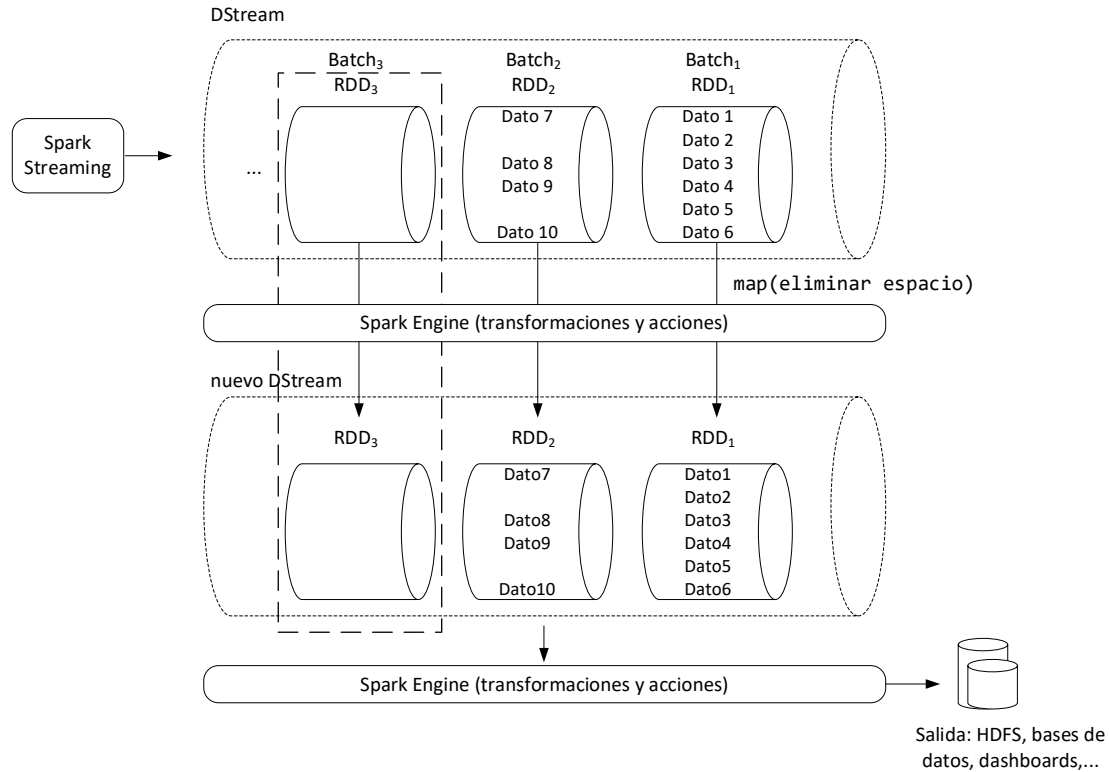 DStream
Batch₃ Batch₂ Batch₁
RDD₃ RDD₂ RDD₁
Dato 7 Dato 1
Dato 2
Spark
Streaming
...
Dato 8 Dato 3
Dato 9 Dato 4
Dato 5
Dato 10 Dato 6
map(eliminar espacio)
Spark Engine (transformaciones y acciones)
nuevo DStream
RDD₃ RDD₂ RDD₁
Dato7 Dato1
Dato2
Dato8 Dato3
Dato9 Dato4
Dato5
Dato10 Dato6
Spark Engine (transformaciones y acciones)
Salida: HDFS, bases de
datos, dashboards,...